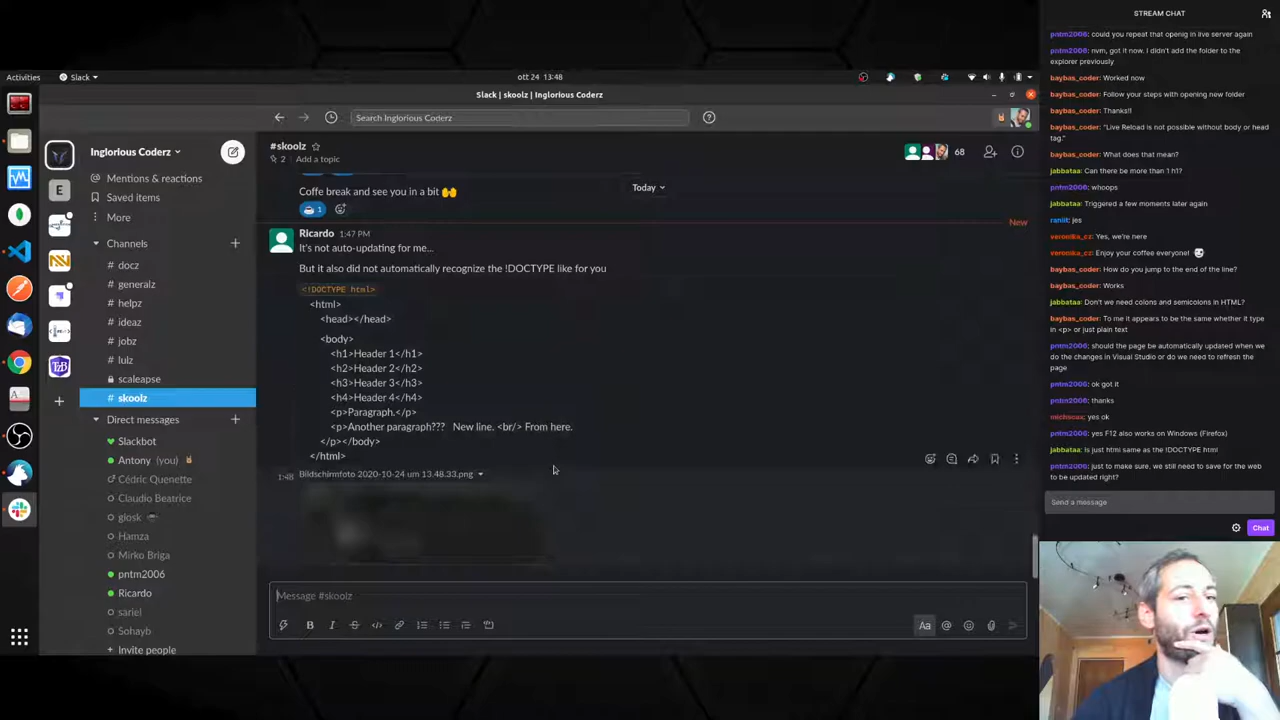 Activities
Slack
ott 24 13:48
Slack | skoolz | Inglorious Coderz
Search Inglorious Coderz
Inglorious Coderz
E
Mentions & reactions
Saved items
More
Channels
# docz
# generalz
# helpz
# ideaz
# jobz
# lulz
scaleapse
# skoolz
Direct messages
Slackbot
Antony (you)
Cédric Quenette
Claudio Beatrice
glosk
Hamza
Mirko Briga
pntm2006
Ricardo
sariel
Sohayb
Invite people
#skoolz
2 | Add a topic
68
Coffe break and see you in a bit
1
Today
New
Ricardo 1:47 PM
It's not automatic for me...
But it also did not automatically recognize the !DOCTYPE like for you
<!DOCTYPE html>
<html>
<head></head>
<body>
<h1>Header 1</h1>
<h2>Header 2</h2>
<h3>Header 3</h3>
<h4>Header 4</h4>
<p>Paragraph.</p>
<p>Another paragraph??? New line. <br/> From here.
</p></body>
</html>
1:48 Bildschirmfoto 2020-10-24 um 13.48.33.png
Message #skoolz
B I S
Aa @
STREAM CHAT
pntm2006: could you repeat that openig in live server again
pntm2006: nvm, got it now. I didn't add the folder to the
explorer previously
baybas_coder: Worked now
baybas_coder: Follow your steps with opening new folder
baybas_coder: Thanks!!
baybas_coder: "Live Reload is not possible without body or head
tag."
baybas_coder: What does that mean?
jabbataa: Can there be more than 1 h1?
pntm2006: whoops
jabbataa: Triggered a few moments later again
raniit: jes
veronika_cz: Yes, we're here
veronika_cz: Enjoy your coffee everyone!
baybas_coder: How do you jump to the end of the line?
baybas_coder: Works
jabbataa: Don't we need colons and semicolons in HTML?
baybas_coder: To me it appears to be the same whether it type
in <p> or just plain text
pntm2006: should the page be automatically updated when we
do the changes in Visual Studio or do we need to refresh the
page
pntm2006: ok got it
pntm2006: thanks
michsoax: yes ok
pntm2006: yes F12 also works on Windows (Firefox)
jabbataa: Is just html same as the !DOCTYPE html
pntm2006: just to make sure, we still need to save for the web
to be updated right?
Send a message
Chat